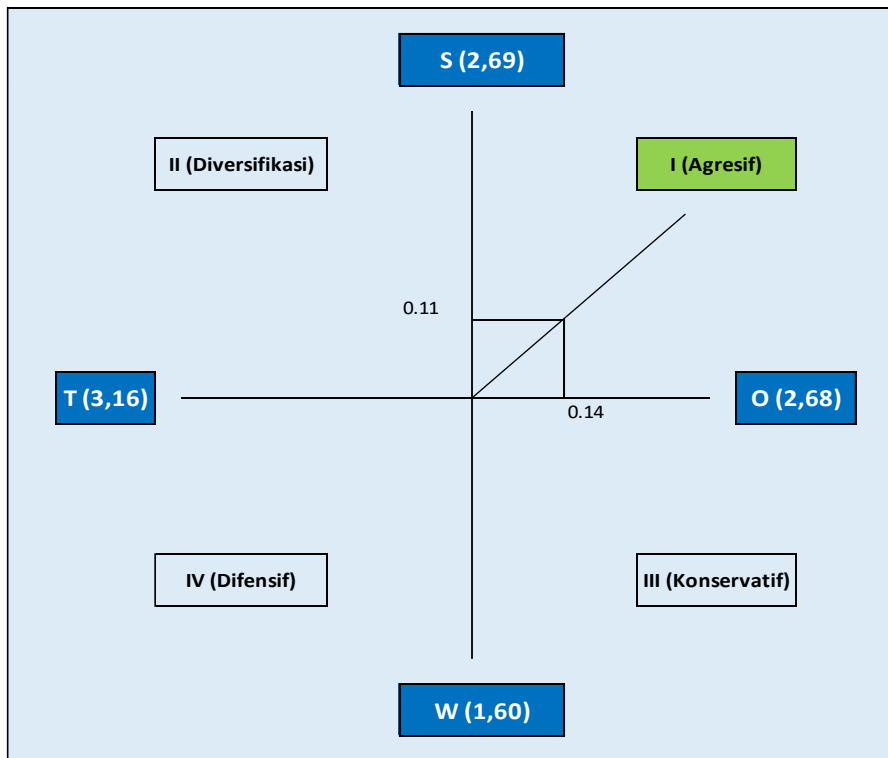 S (2,69)
II (Diversifikasi)
I (Agresif)
0.11
T (3,16)
0.14
O (2,68)
IV (Difensif)
III (Konservatif)
W (1,60)